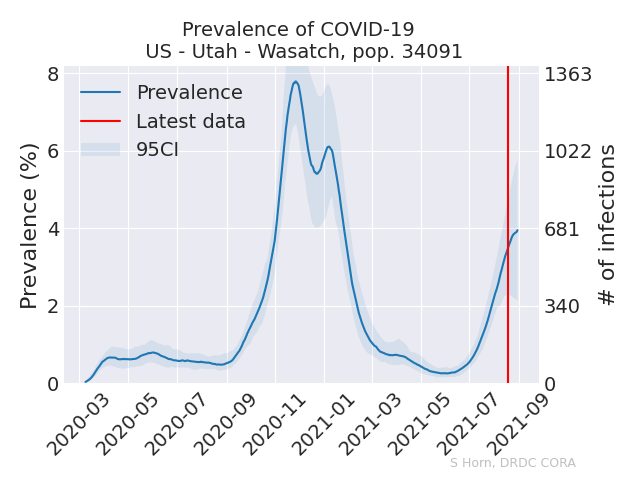 Prevalence of COVID-19
US - Utah - Wasatch, pop. 34091
Prevalence
Latest data
95CI
Prevalence (%)
8
6
4
2
0
1363
1022
681
340
0
# of infections
2020-03
2020-05
2020-07
2020-09
2020-11
2021-01
2021-03
2021-05
2021-07
2021-09
S Horn, DRDC CORA